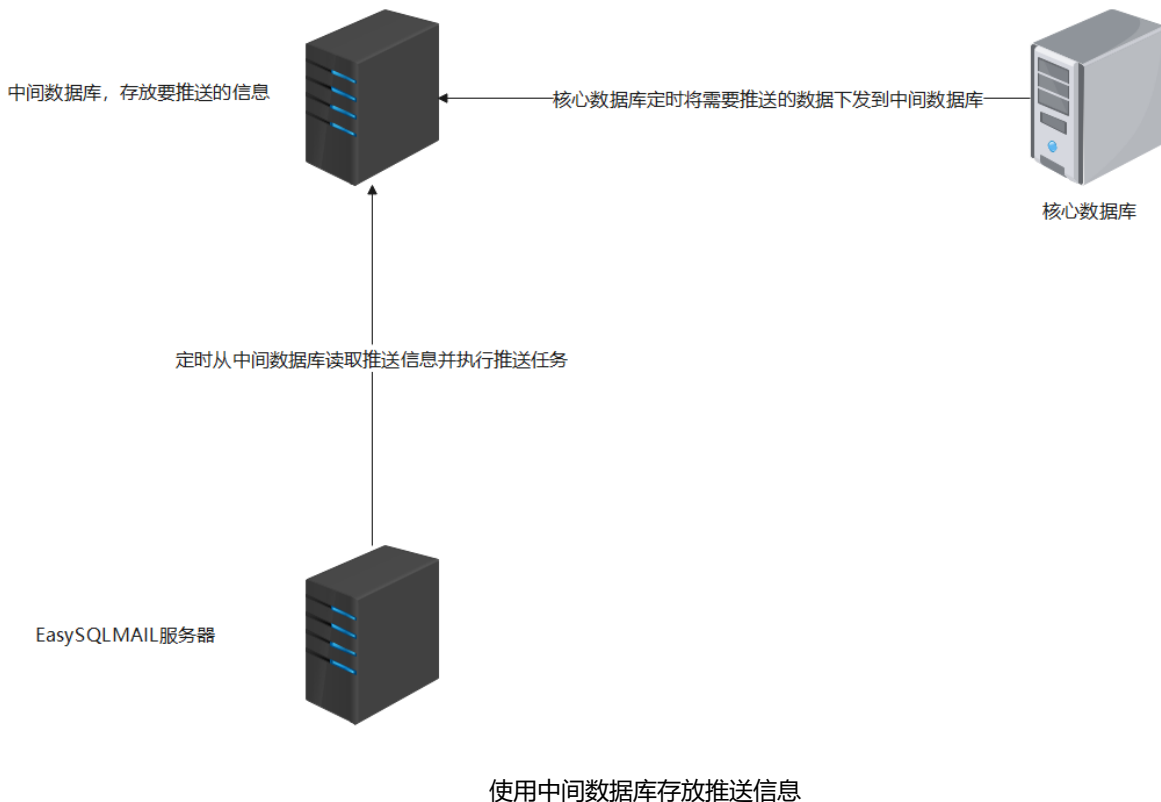 中间数据库，存放要推送的信息
核心数据库定时将需要推送的数据下发到中间数据库
核心数据库
定时从中间数据库读取推送信息并执行推送任务
EasySQLMAIL服务器
使用中间数据库存放推送信息